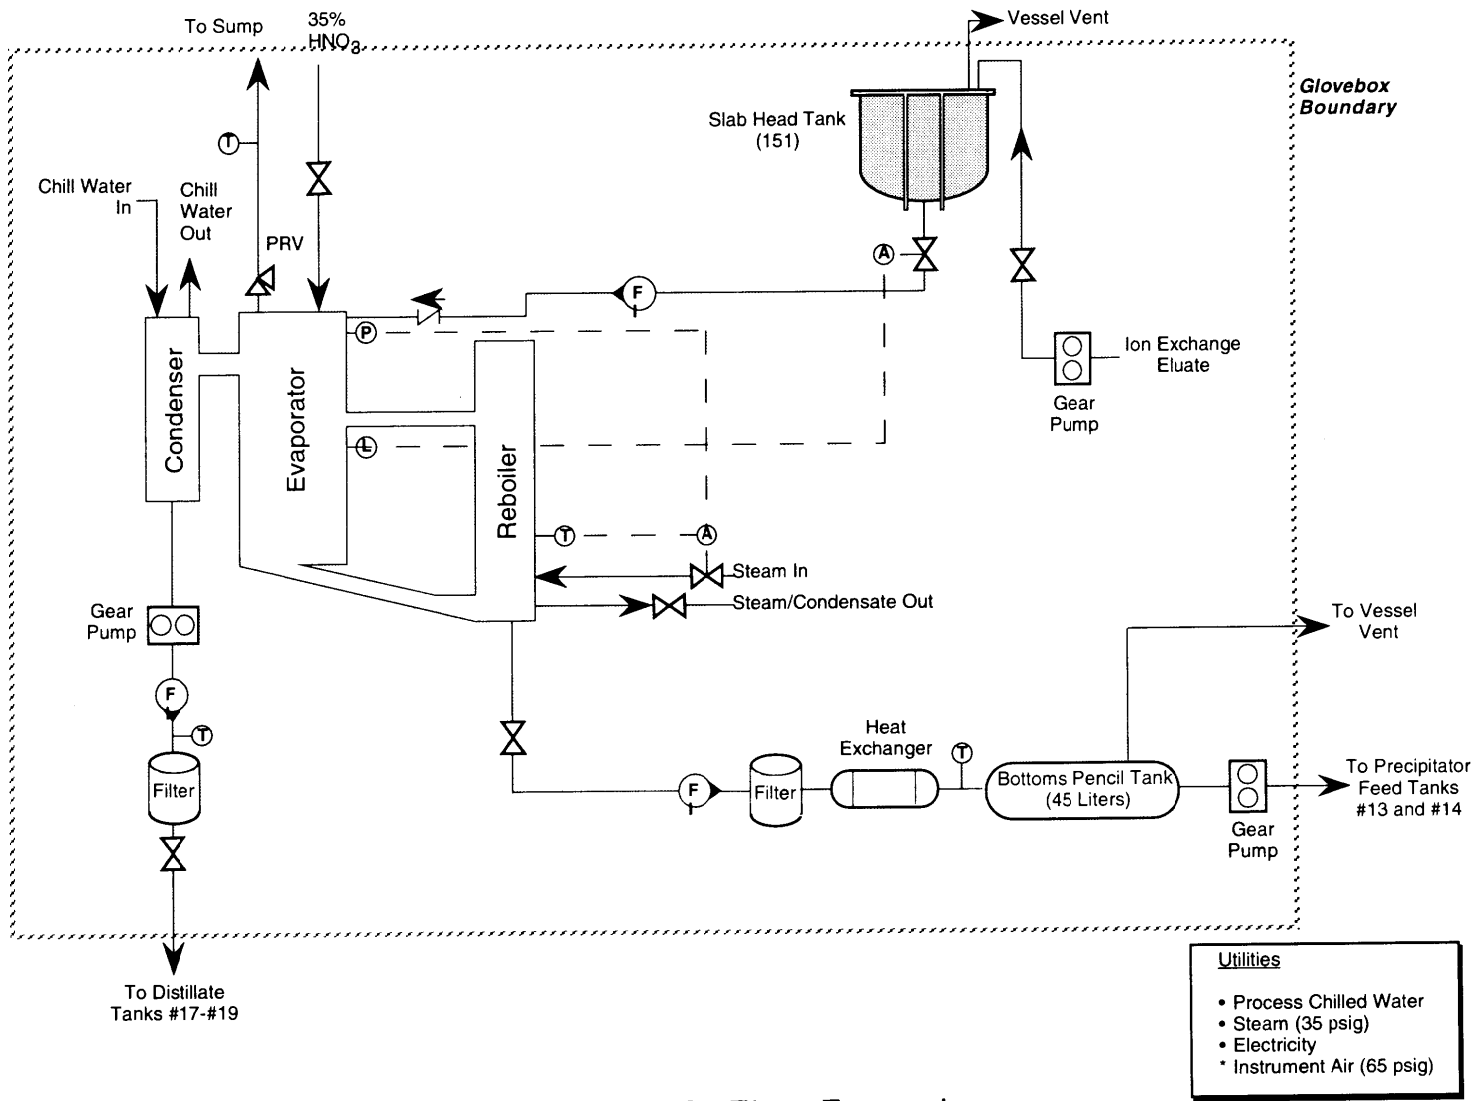 To Sump
35%
HNO3
Vessel Vent
Glovebox
Boundary
Slab Head Tank
(151)
T
Chill Water
In
Chill
Water
Out
PRV
A
F
P
Ion Exchange
Eluate
Gear
Pump
Condenser
Evaporator
L
Reboiler
T
A
Steam In
Steam/Condensate Out
Gear
Pump
To Vessel
Vent
F
T
Filter
Heat
Exchanger
T
F
Filter
Bottoms Pencil Tank
(45 Liters)
To Precipitator
Feed Tanks
#13 and #14
Gear
Pump
To Distillate
Tanks #17-#19
Utilities
• Process Chilled Water
• Steam (35 psig)
• Electricity
* Instrument Air (65 psig)